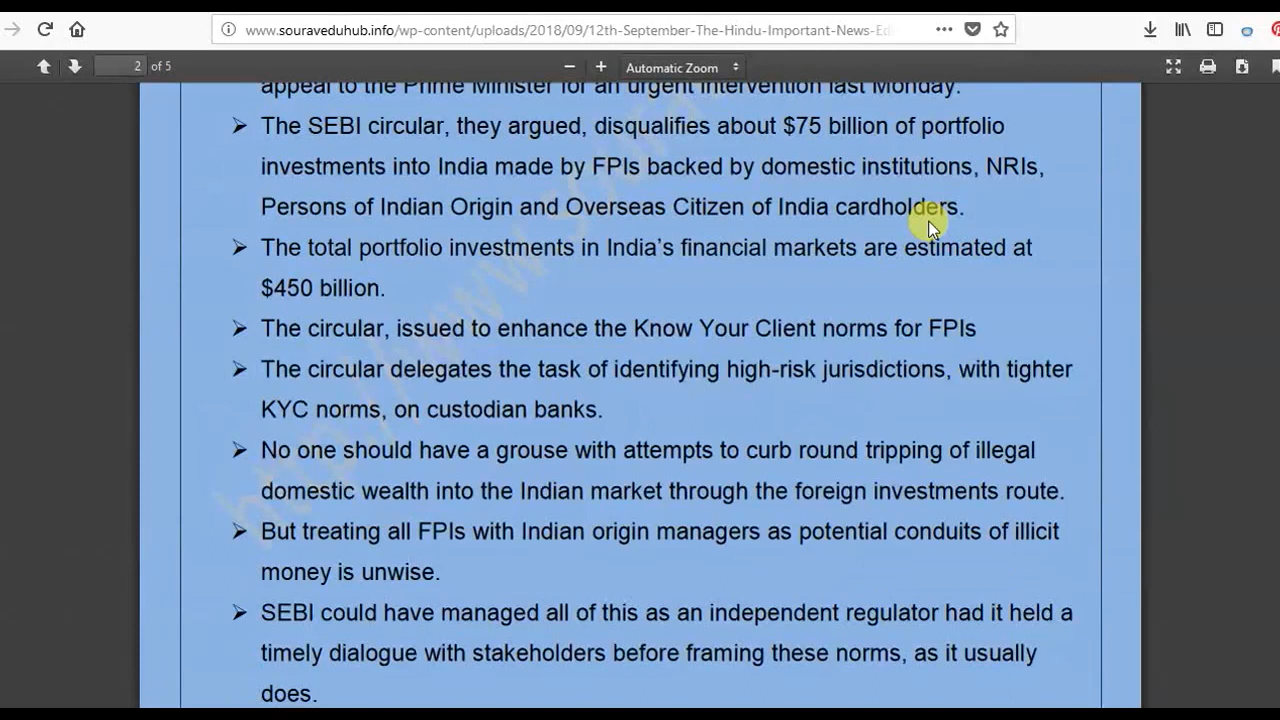 www.souraveduhub.info/wp-content/uploads/2018/09/12th-September-The-Hindu-Important-News-Ed
2 of 5
Automatic Zoom
appeal to the Prime Minister for an urgent intervention last Monday.
➢ The SEBI circular, they argued, disqualifies about $75 billion of portfolio
investments into India made by FPIs backed by domestic institutions, NRIs,
Persons of Indian Origin and Overseas Citizen of India cardholders.
➢ The total portfolio investments in India’s financial markets are estimated at
$450 billion.
➢ The circular, issued to enhance the Know Your Client norms for FPIs
➢ The circular delegates the task of identifying high-risk jurisdictions, with tighter
KYC norms, on custodian banks.
➢ No one should have a grouse with attempts to curb round tripping of illegal
domestic wealth into the Indian market through the foreign investments route.
➢ But treating all FPIs with Indian origin managers as potential conduits of illicit
money is unwise.
➢ SEBI could have managed all of this as an independent regulator had it held a
timely dialogue with stakeholders before framing these norms, as it usually
does.
http://www.sour